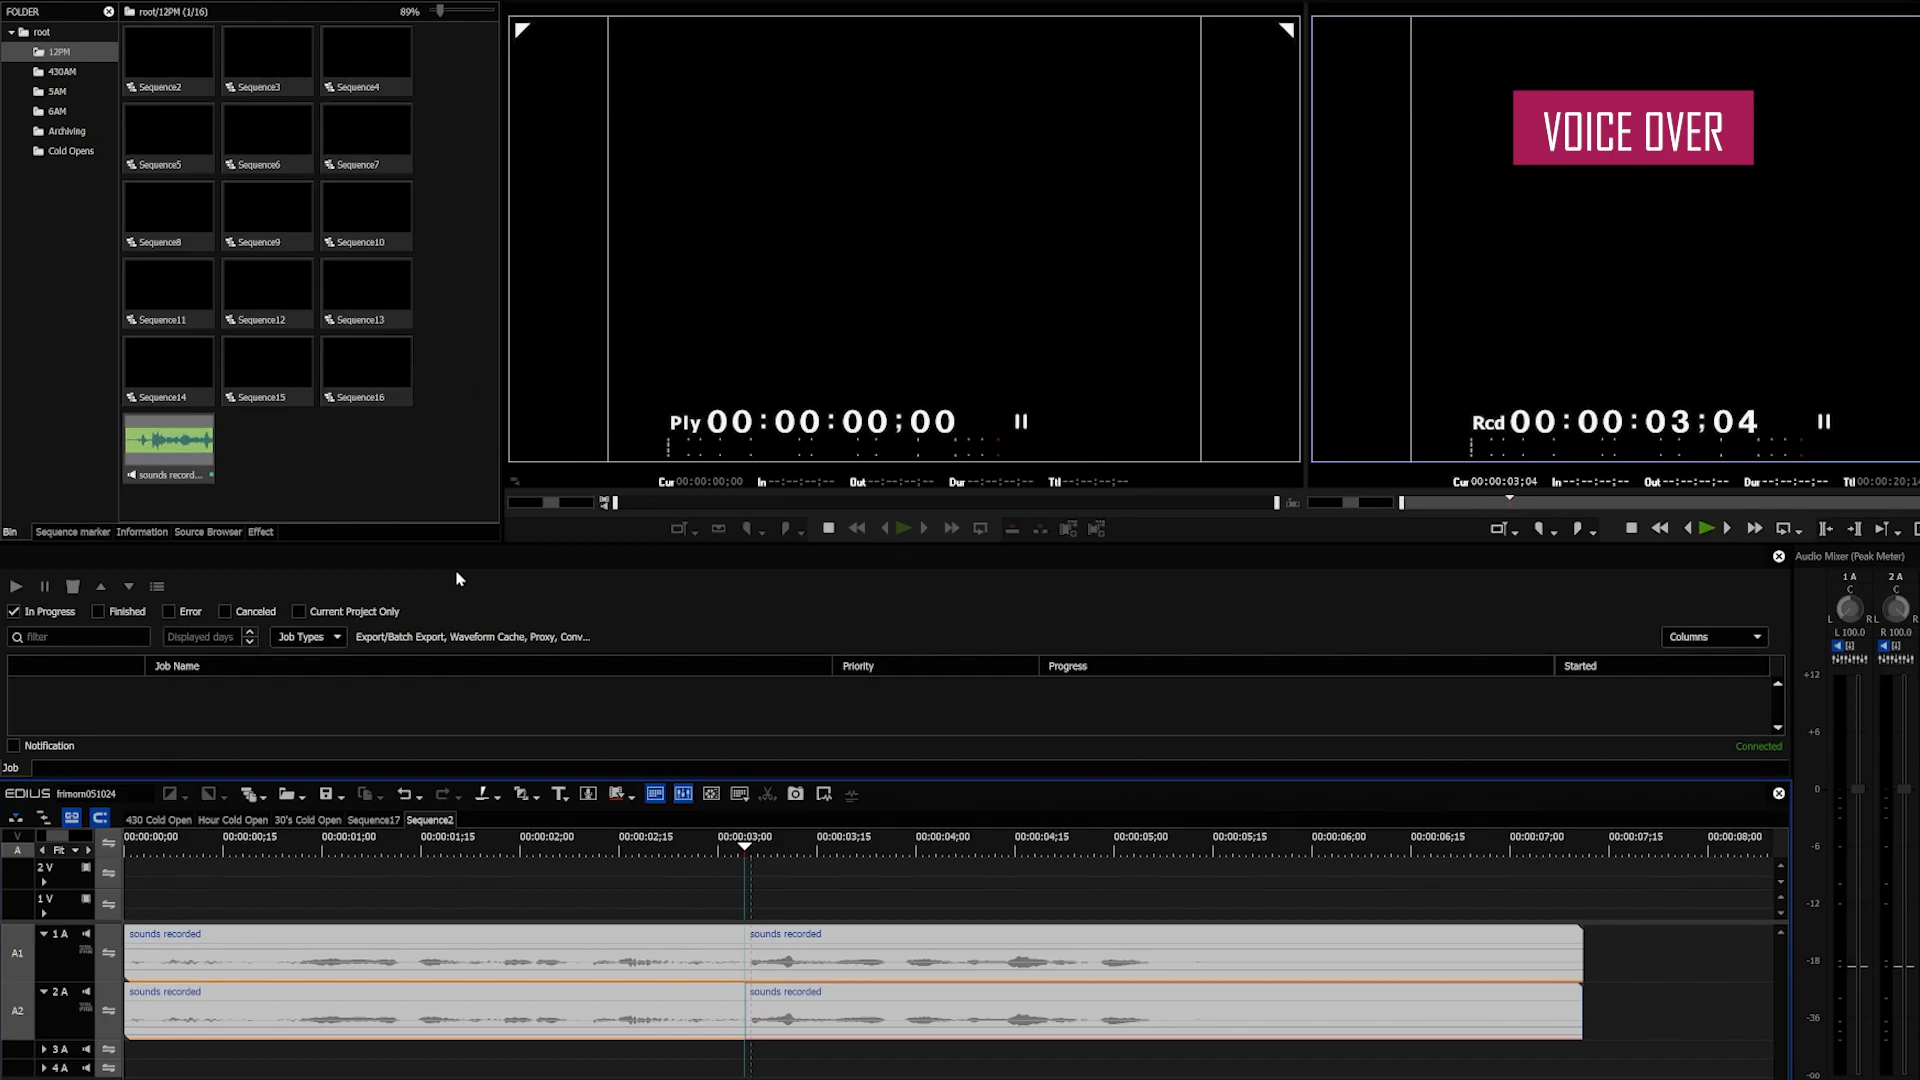 FOLDER
root/12PM (1/16)
89%
root
12PM
430AM
5AM
6AM
Archiving
Cold Opens
Sequence2
Sequence3
Sequence4
Sequence5
Sequence6
Sequence7
Sequence8
Sequence9
Sequence10
Sequence11
Sequence12
Sequence13
Sequence14
Sequence15
Sequence16
sounds record...
Bin
Sequence marker
Information
Source Browser
Effect
Ply 00:00:00;00
Cur 00:00:00;00 In --:--:--;-- Out --:--:--;-- Dur --:--:--;-- Ttl --:--:--;--
VOICE OVER
Rcd 00:00:03;04
Cur 00:00:03;04 In --:--:--;-- Out --:--:--;-- Dur --:--:--;-- Ttl 00:00:20;14
In Progress
Finished
Error
Canceled
Current Project Only
filter
Displayed days
Job Types
Export/Batch Export, Waveform Cache, Proxy, Conv...
Columns
Job Name
Priority
Progress
Started
Notification
Connected
Job
Audio Mixer (Peak Meter)
1 A
2 A
C
C
L R
L R
L 100.0
R 100.0
+12
+6
0
-6
-12
-18
-36
-oo
EDIUS frimorn051024
430 Cold Open
Hour Cold Open
30's Cold Open
Sequence17
Sequence2
V
A
Fit
00:00:00;00
00:00:00;15
00:00:01;00
00:00:01;15
00:00:02;00
00:00:02;15
00:00:03;00
00:00:03;15
00:00:04;00
00:00:04;15
00:00:05;00
00:00:05;15
00:00:06;00
00:00:06;15
00:00:07;00
00:00:07;15
00:00:08;00
2 V
1 V
A1
1 A
sounds recorded
sounds recorded
A2
2 A
sounds recorded
sounds recorded
3 A
4 A